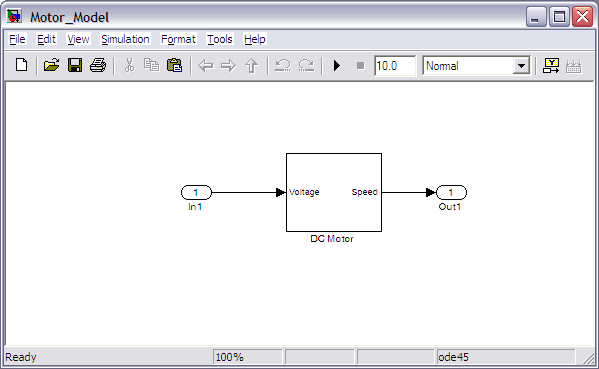 Motor_Model
File Edit View Simulation Format Tools Help
10.0 Normal
1 Voltage Speed 1
In1 Out1
DC Motor
Ready 100% ode45